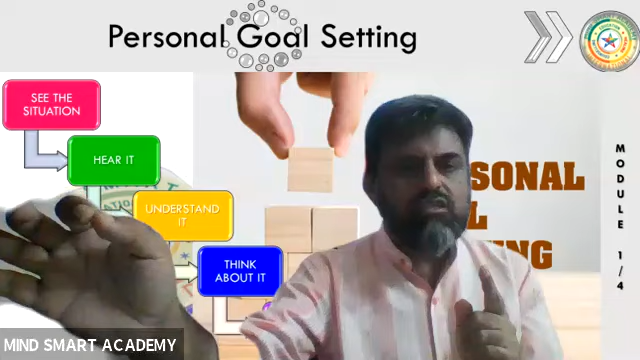 Personal Goal Setting
SEE THE
SITUATION
HEAR IT
UNDERSTAND
IT
THINK
ABOUT IT
SONAL
L
ING
MODULE 1/4
MIND SMART ACADEMY